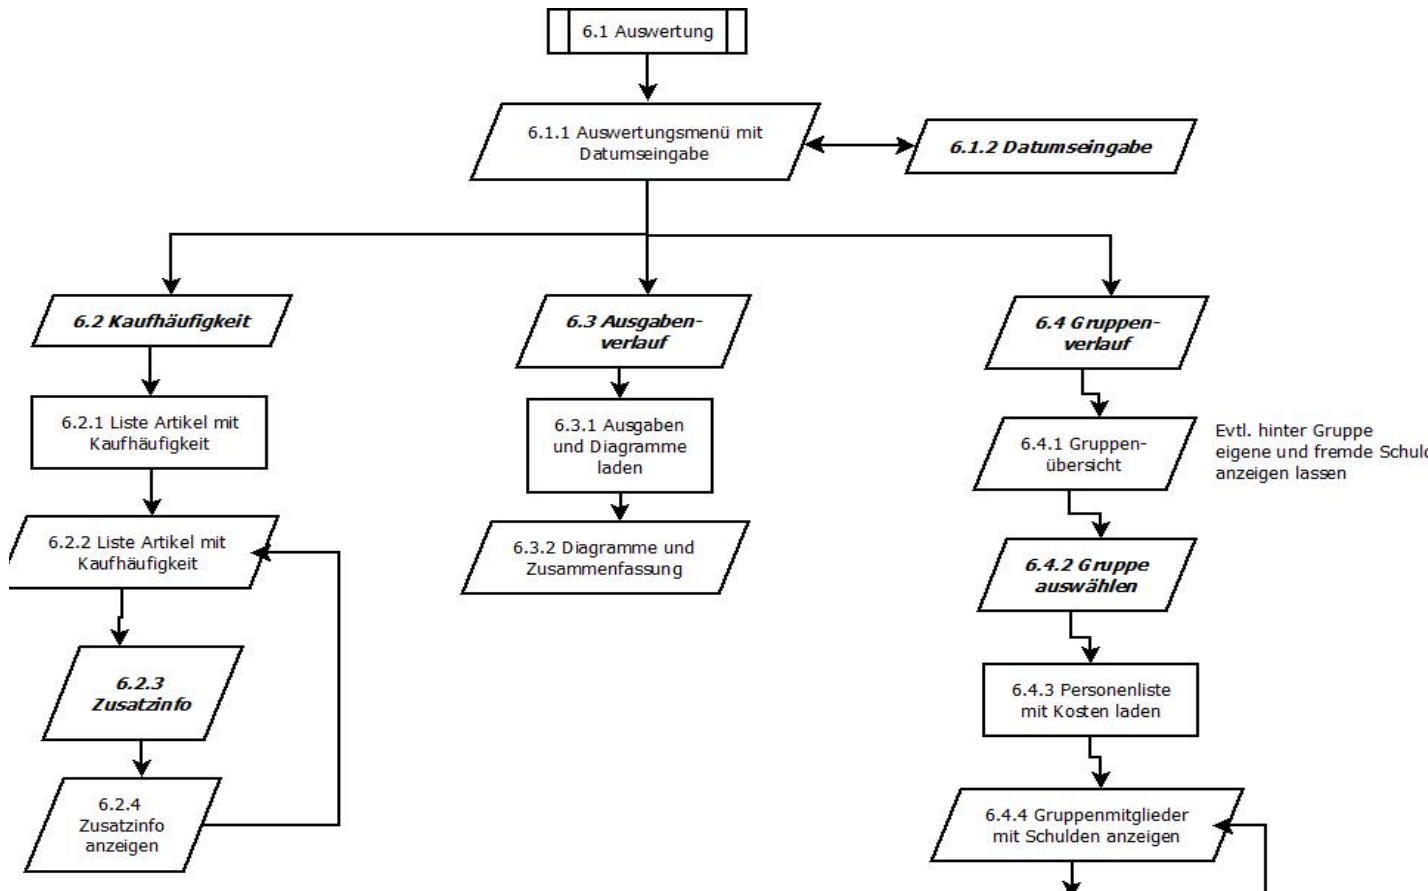 6.1 Auswertung
6.1.1 Auswertungsmenü mit
Datumseingabe
6.1.2 Datumseingabe
6.2 Kaufhäufigkeit
6.2.1 Liste Artikel mit
Kaufhäufigkeit
6.2.2 Liste Artikel mit
Kaufhäufigkeit
6.2.3
Zusatzinfo
6.2.4
Zusatzinfo
anzeigen
6.3 Ausgaben-
verlauf
6.3.1 Ausgaben
und Diagramme
laden
6.3.2 Diagramme und
Zusammenfassung
6.4 Gruppen-
verlauf
6.4.1 Gruppen-
übersicht
Evtl. hinter Gruppe
eigene und fremde
anzeigen lassen
6.4.2 Gruppe
auswählen
6.4.3 Personenliste
mit Kosten laden
6.4.4 Gruppenmitglieder
mit Schulden anzeigen